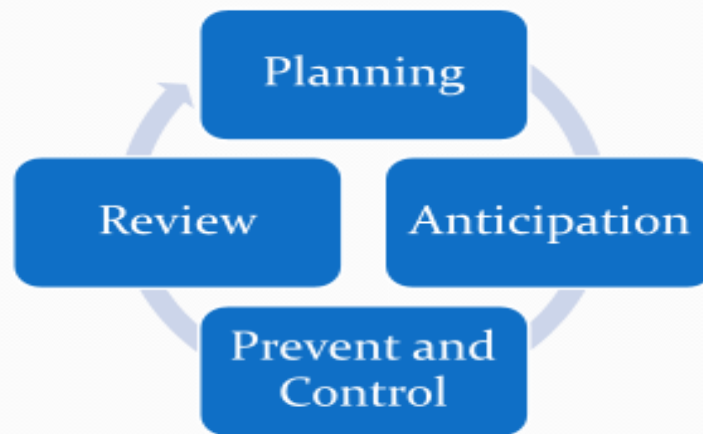 Planning
Review
Anticipation
Prevent and
Control